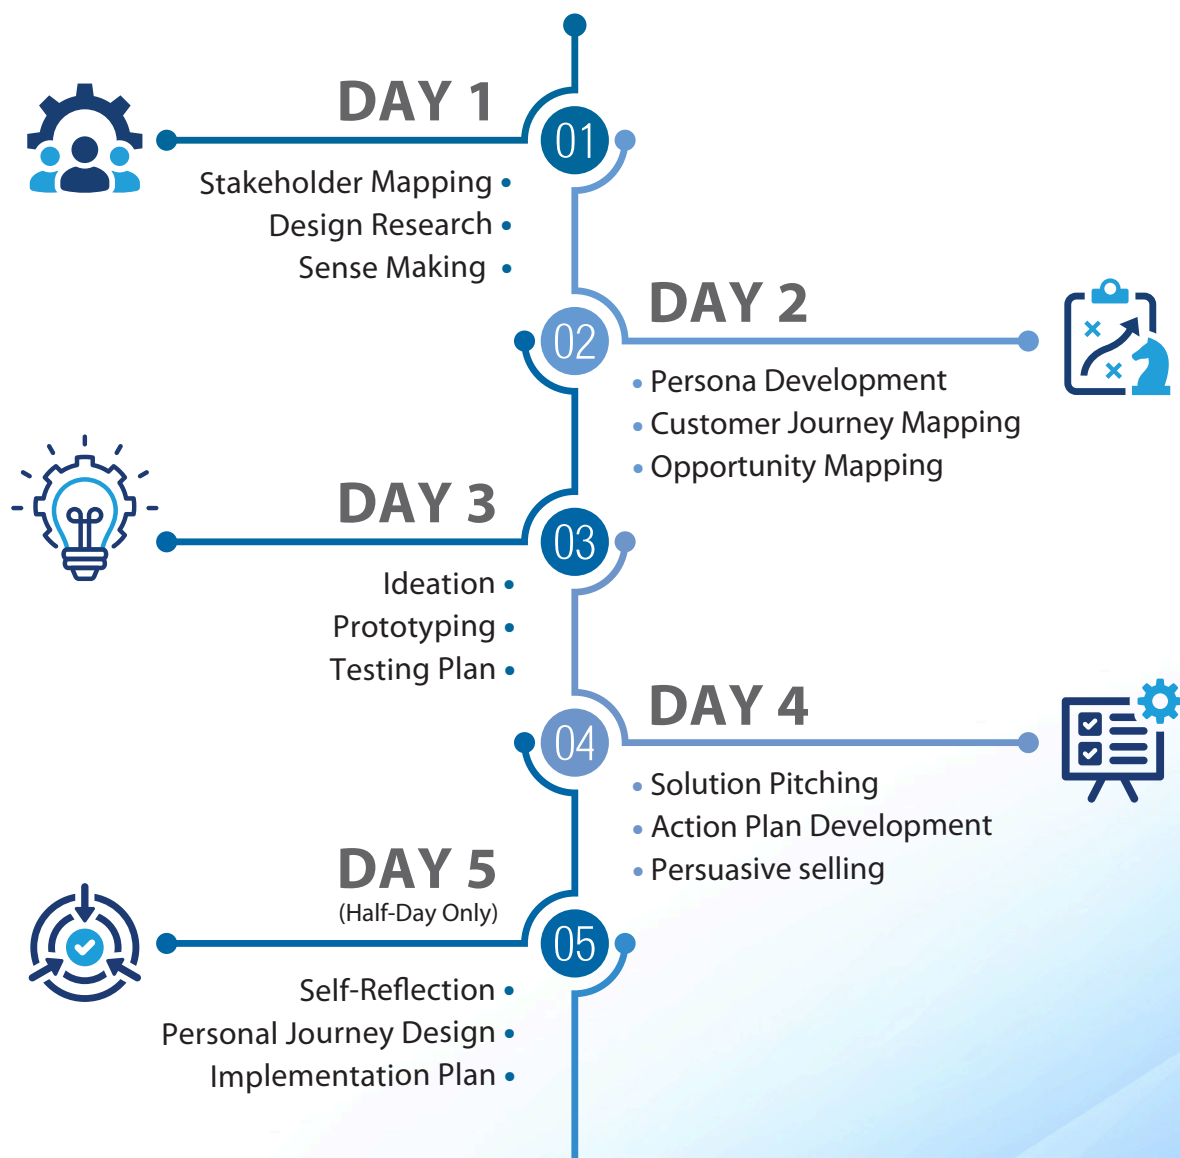 DAY 1
01
Stakeholder Mapping •
Design Research •
Sense Making •
DAY 2
02
• Persona Development
• Customer Journey Mapping
• Opportunity Mapping
DAY 3
03
Ideation •
Prototyping •
Testing Plan •
DAY 4
04
• Solution Pitching
• Action Plan Development
• Persuasive selling
DAY 5
(Half-Day Only)
05
Self-Reflection •
Personal Journey Design •
Implementation Plan •